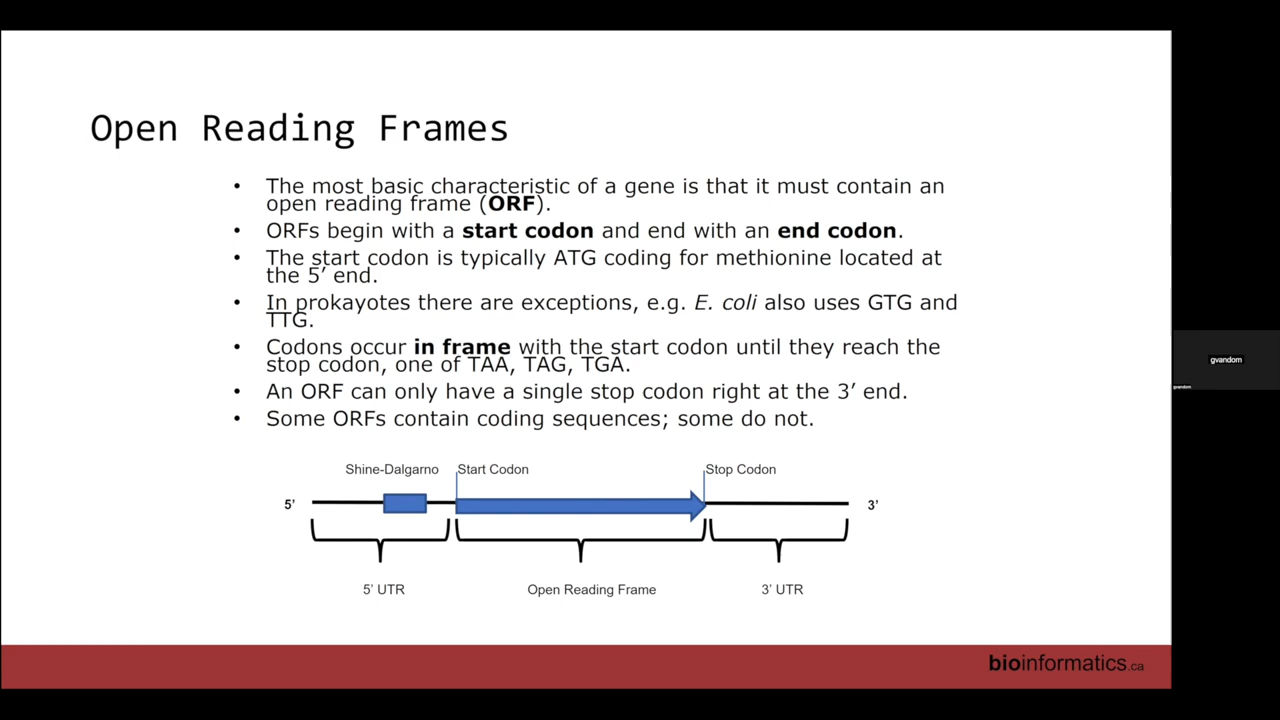 Open Reading Frames
• The most basic characteristic of a gene is that it must contain an
open reading frame (ORF).
• ORFs begin with a start codon and end with an end codon.
• The start codon is typically ATG coding for methionine located at
the 5’ end.
• In prokayotes there are exceptions, e.g. E. coli also uses GTG and
TTG.
• Codons occur in frame with the start codon until they reach the
stop codon, one of TAA, TAG, TGA.
• An ORF can only have a single stop codon right at the 3’ end.
• Some ORFs contain coding sequences; some do not.
Shine-Dalgarno Start Codon Stop Codon
5’ 3’
5’ UTR Open Reading Frame 3’ UTR
bioinformatics.ca
gvandom
gvandom